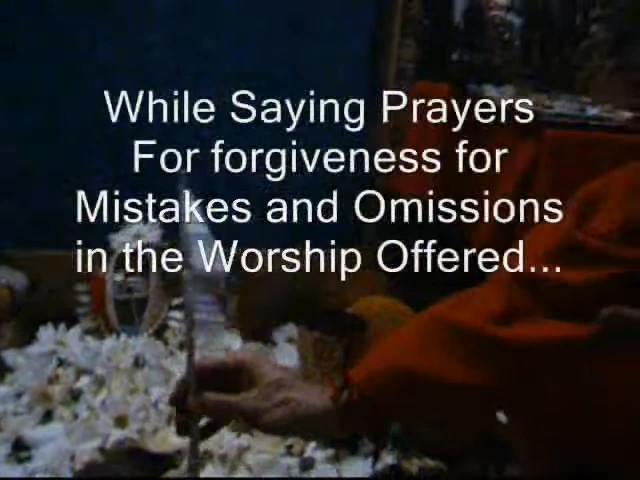 While Saying Prayers
For forgiveness for
Mistakes and Omissions
in the Worship Offered...